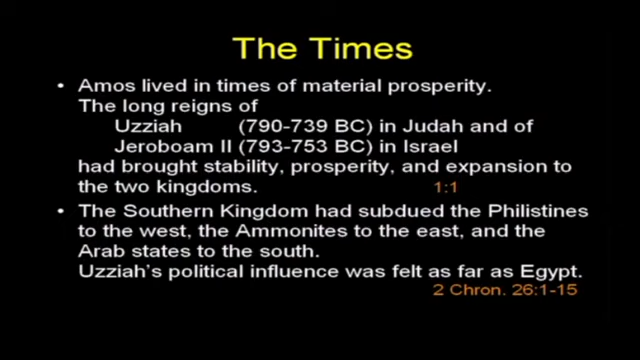 The Times
• Amos lived in times of material prosperity.
The long reigns of
Uzziah (790-739 BC) in Judah and of
Jeroboam II (793-753 BC) in Israel
had brought stability, prosperity, and expansion to
the two kingdoms. 1:1
• The Southern Kingdom had subdued the Philistines
to the west, the Ammonites to the east, and the
Arab states to the south.
Uzziah's political influence was felt as far as Egypt.
2 Chron. 26:1-15